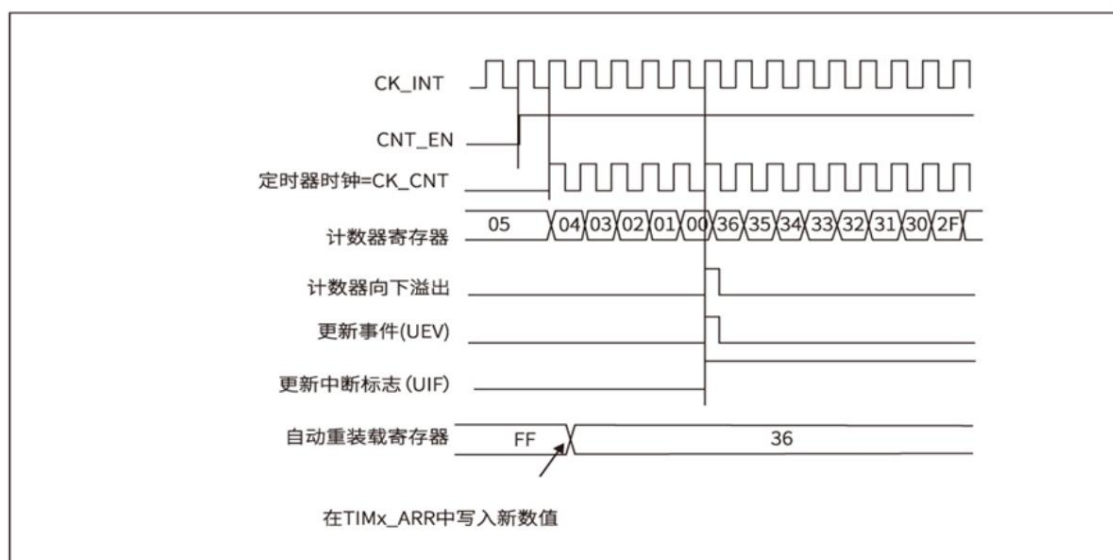 CK_INT
CNT_EN
定时器时钟=CK_CNT
计数器寄存器 05 04 03 02 01 00 36 35 34 33 32 31 30 2F
计数器向下溢出
更新事件(UEV)
更新中断标志(UIF)
自动重装载寄存器 FF 36
在TIMx_ARR中写入新数值